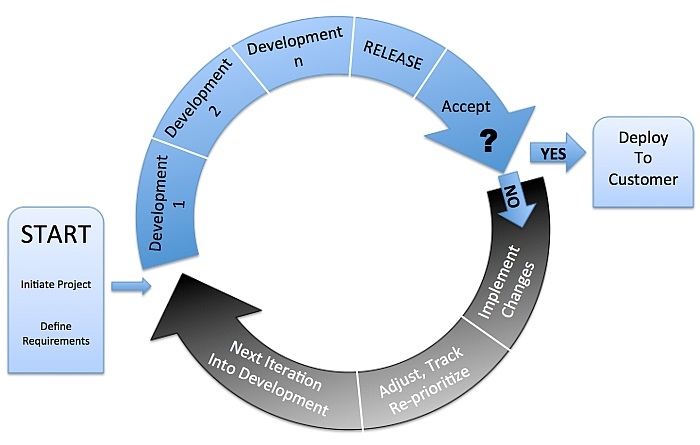 START
Initiate Project
Define
Requirements
Development
1
Development
2
Development
n
RELEASE
Accept
?
YES
Deploy
To
Customer
NO
Implement
Changes
Adjust, Track
Re-prioritize
Next Iteration
Into Development